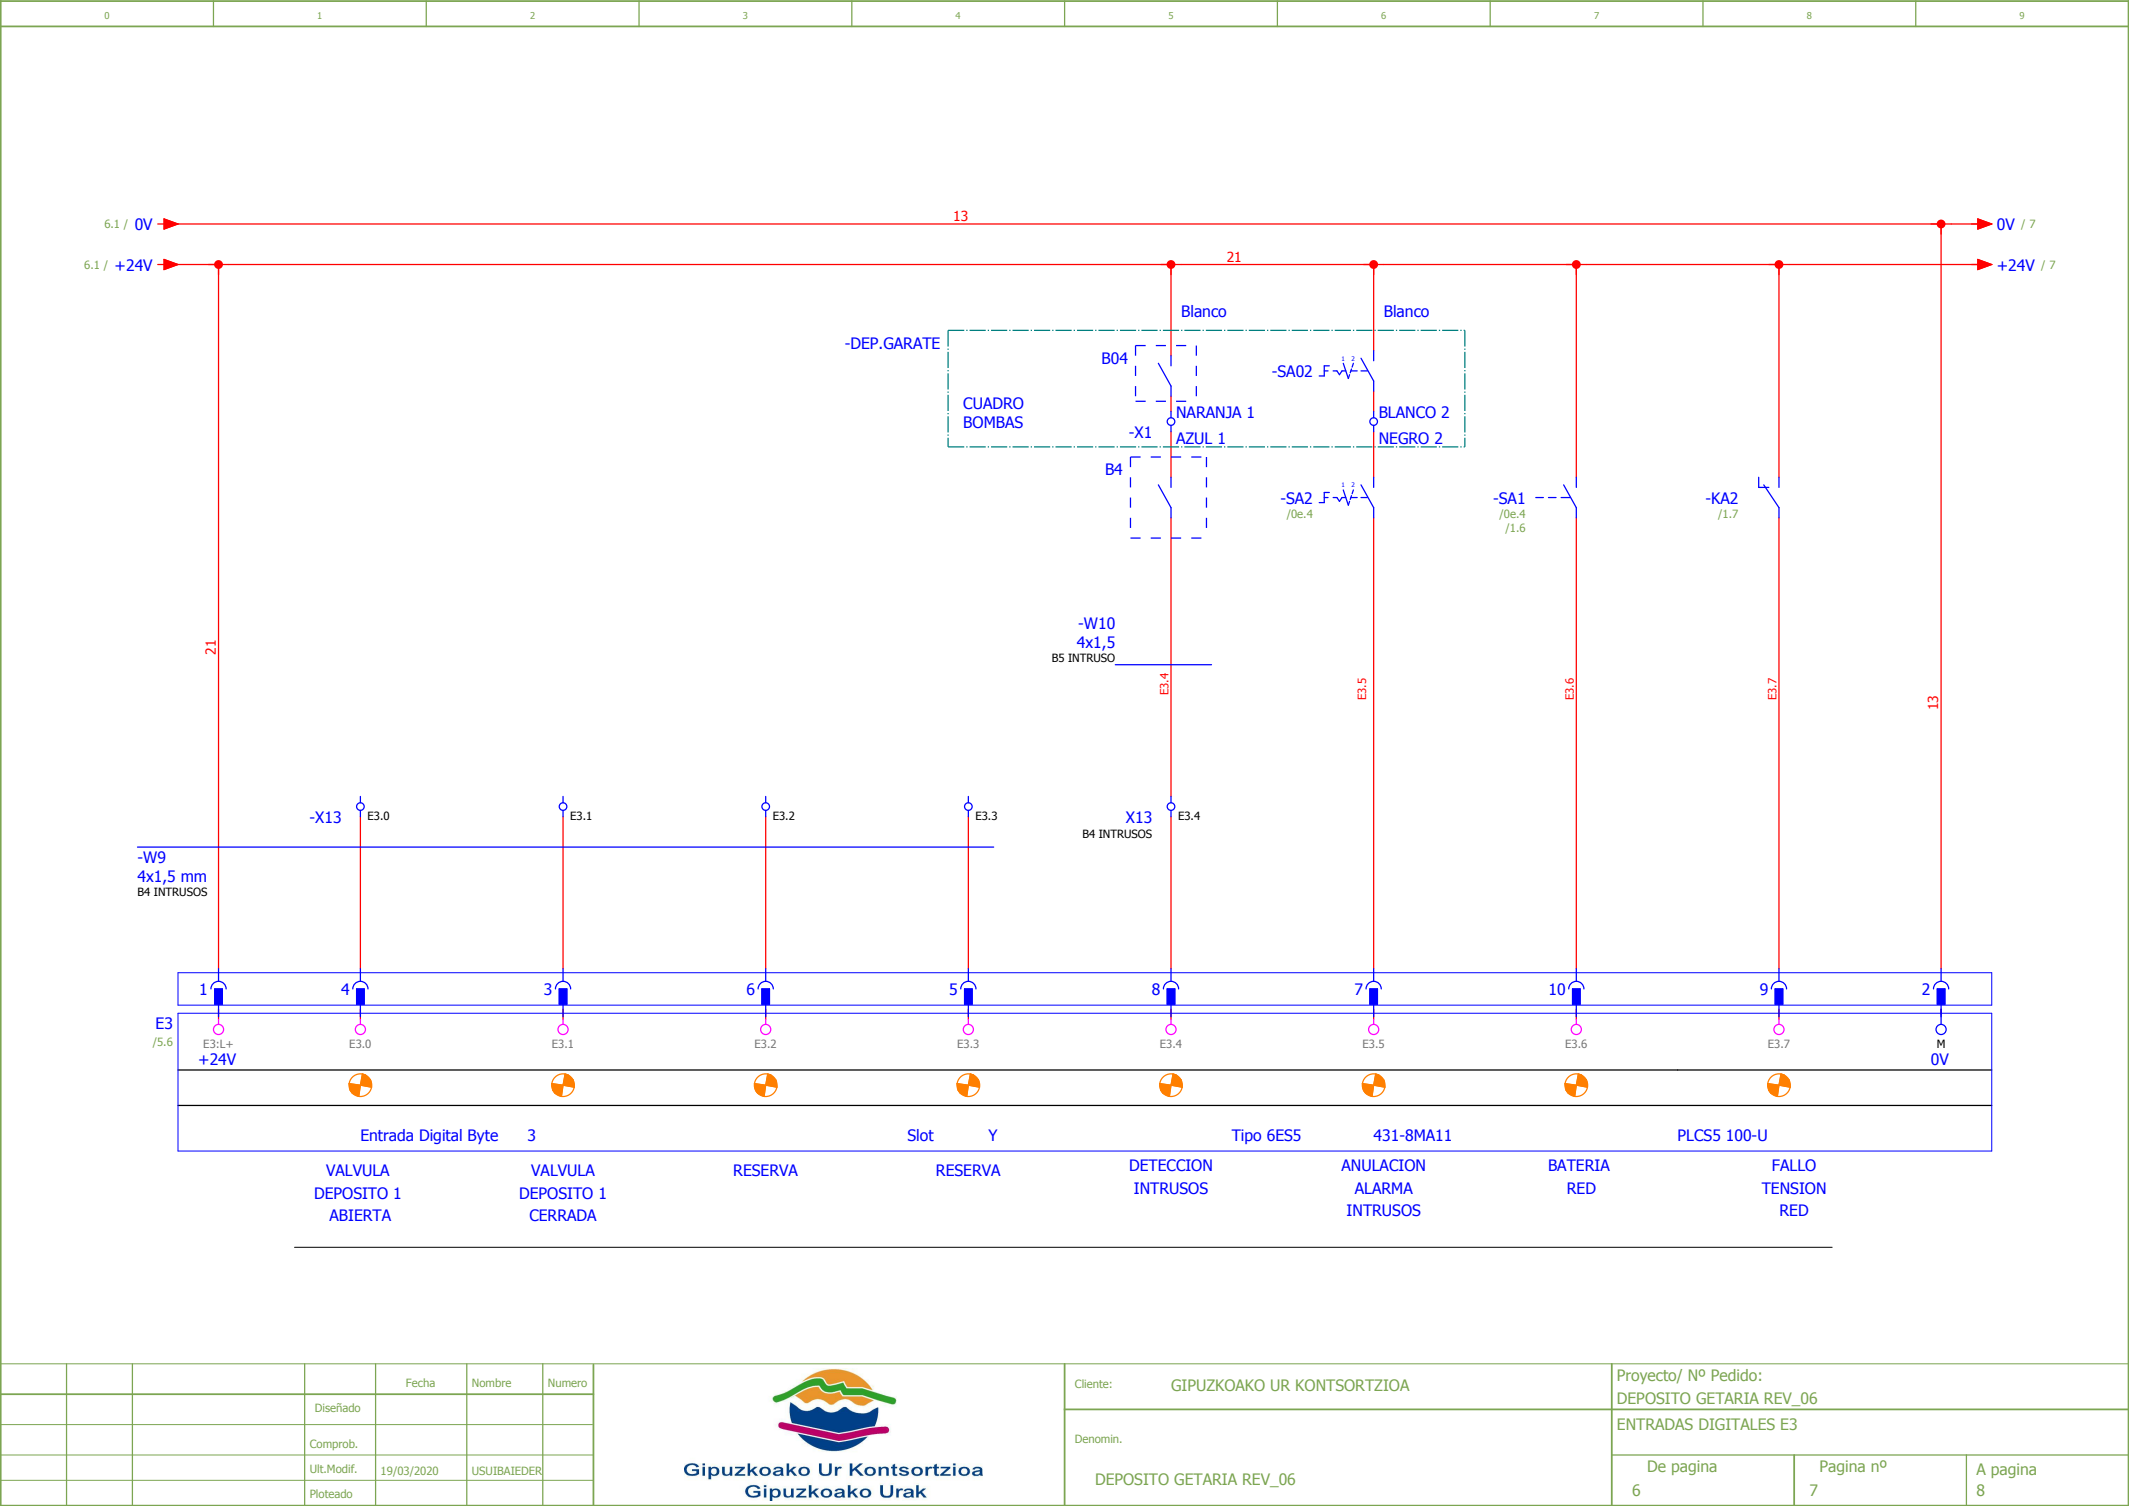 0 1 2 3 4 5 6 7 8 9
6.1 / 0V 13 0V / 7
6.1 / +24V 21 +24V / 7
Blanco Blanco
-DEP.GARATE
B04
-SA02 1 2
CUADRO
BOMBAS
NARANJA 1 BLANCO 2
-X1 AZUL 1 NEGRO 2
B4
-SA2 1 2
/0e.4
-SA1
/0e.4
/1.6
-KA2
/1.7
-W10
4x1,5
B5 INTRUSO
21 E3.4 E3.5 E3.6 E3.7 13
-X13 E3.0 E3.1 E3.2 E3.3 X13 E3.4
B4 INTRUSOS
-W9
4x1,5 mm
B4 INTRUSOS
1 4 3 6 5 8 7 10 9 2
E3
/5.6
E3:L+ E3.0 E3.1 E3.2 E3.3 E3.4 E3.5 E3.6 E3.7 M
+24V 0V
Entrada Digital Byte 3 Slot Y Tipo 6ES5 431-8MA11 PLCS5 100-U
VALVULA
DEPOSITO 1
ABIERTA
VALVULA
DEPOSITO 1
CERRADA
RESERVA
RESERVA
DETECCION
INTRUSOS
ANULACION
ALARMA
INTRUSOS
BATERIA
RED
FALLO
TENSION
RED
Fecha Nombre Numero
Diseñado
Comprob.
Ult.Modif. 19/03/2020 USUIBAIEDER
Ploteado
Gipuzkoako Ur Kontsortzioa
Gipuzkoako Urak
Cliente: GIPUZKOAKO UR KONTSORTZIOA
Denomin.
DEPOSITO GETARIA REV_06
Proyecto/ Nº Pedido:
DEPOSITO GETARIA REV_06
ENTRADAS DIGITALES E3
De pagina Pagina nº A pagina
6 7 8